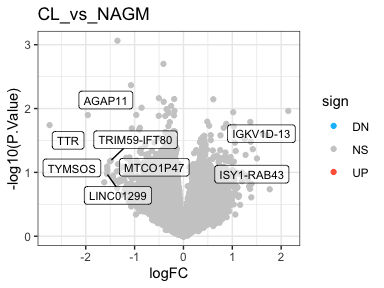 CL_vs_NAGM
-log10(P.Value)
3
2
1
0
AGAP11
TTR
TRIM59-IFT80
IGKV1D-13
TYMSOS
MTCO1P47
ISY1-RAB43
LINC01299
-2
-1
0
1
2
logFC
sign
DN
NS
UP